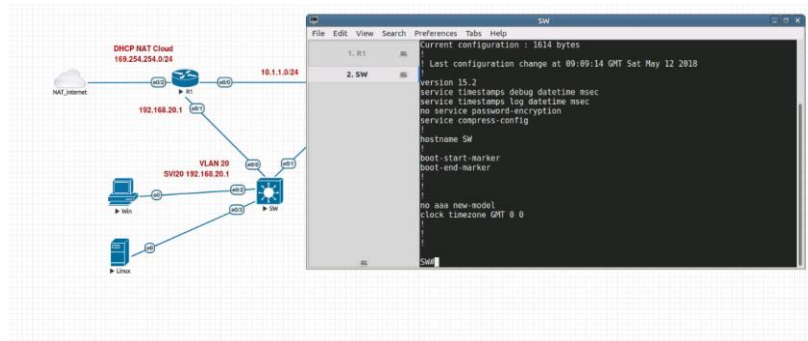 DHCP NAT Cloud
169.254.254.0/24
NAT_Internet
e0/2
R1
e0/0
10.1.1.0/24
192.168.20.1
e0/1
VLAN 20
SVI20 192.168.20.1
e0/0
e0/1
Win
e0
e0/2
SW
Linux
e0
SW
File Edit View Search Preferences Tabs Help
1. R1
2. SW
Current configuration : 1614 bytes
!
! Last configuration change at 09:09:14 GMT Sat May 12 2018
!
version 15.2
service timestamps debug datetime msec
service timestamps log datetime msec
no service password-encryption
service compress-config
!
hostname SW
!
boot-start-marker
boot-end-marker
!
!
!
no aaa new-model
clock timezone GMT 0 0
!
!
!
SW#